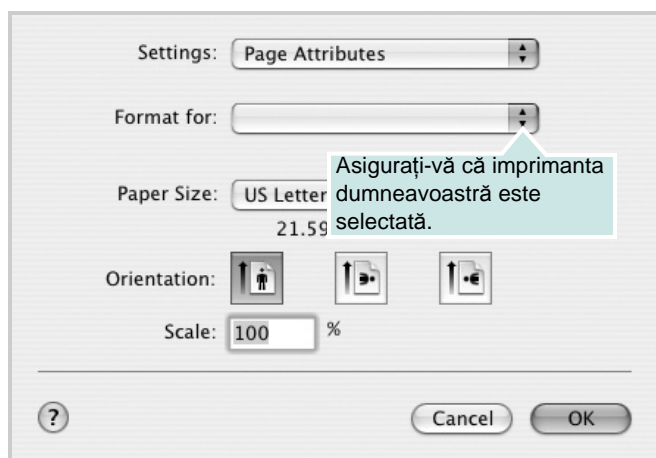 Settings: Page Attributes
Format for:
Asigurați-vă că imprimanta
dumneavoastră este
selectată.
Paper Size: US Letter
21.59
Orientation:
Scale: 100 %
? Cancel OK